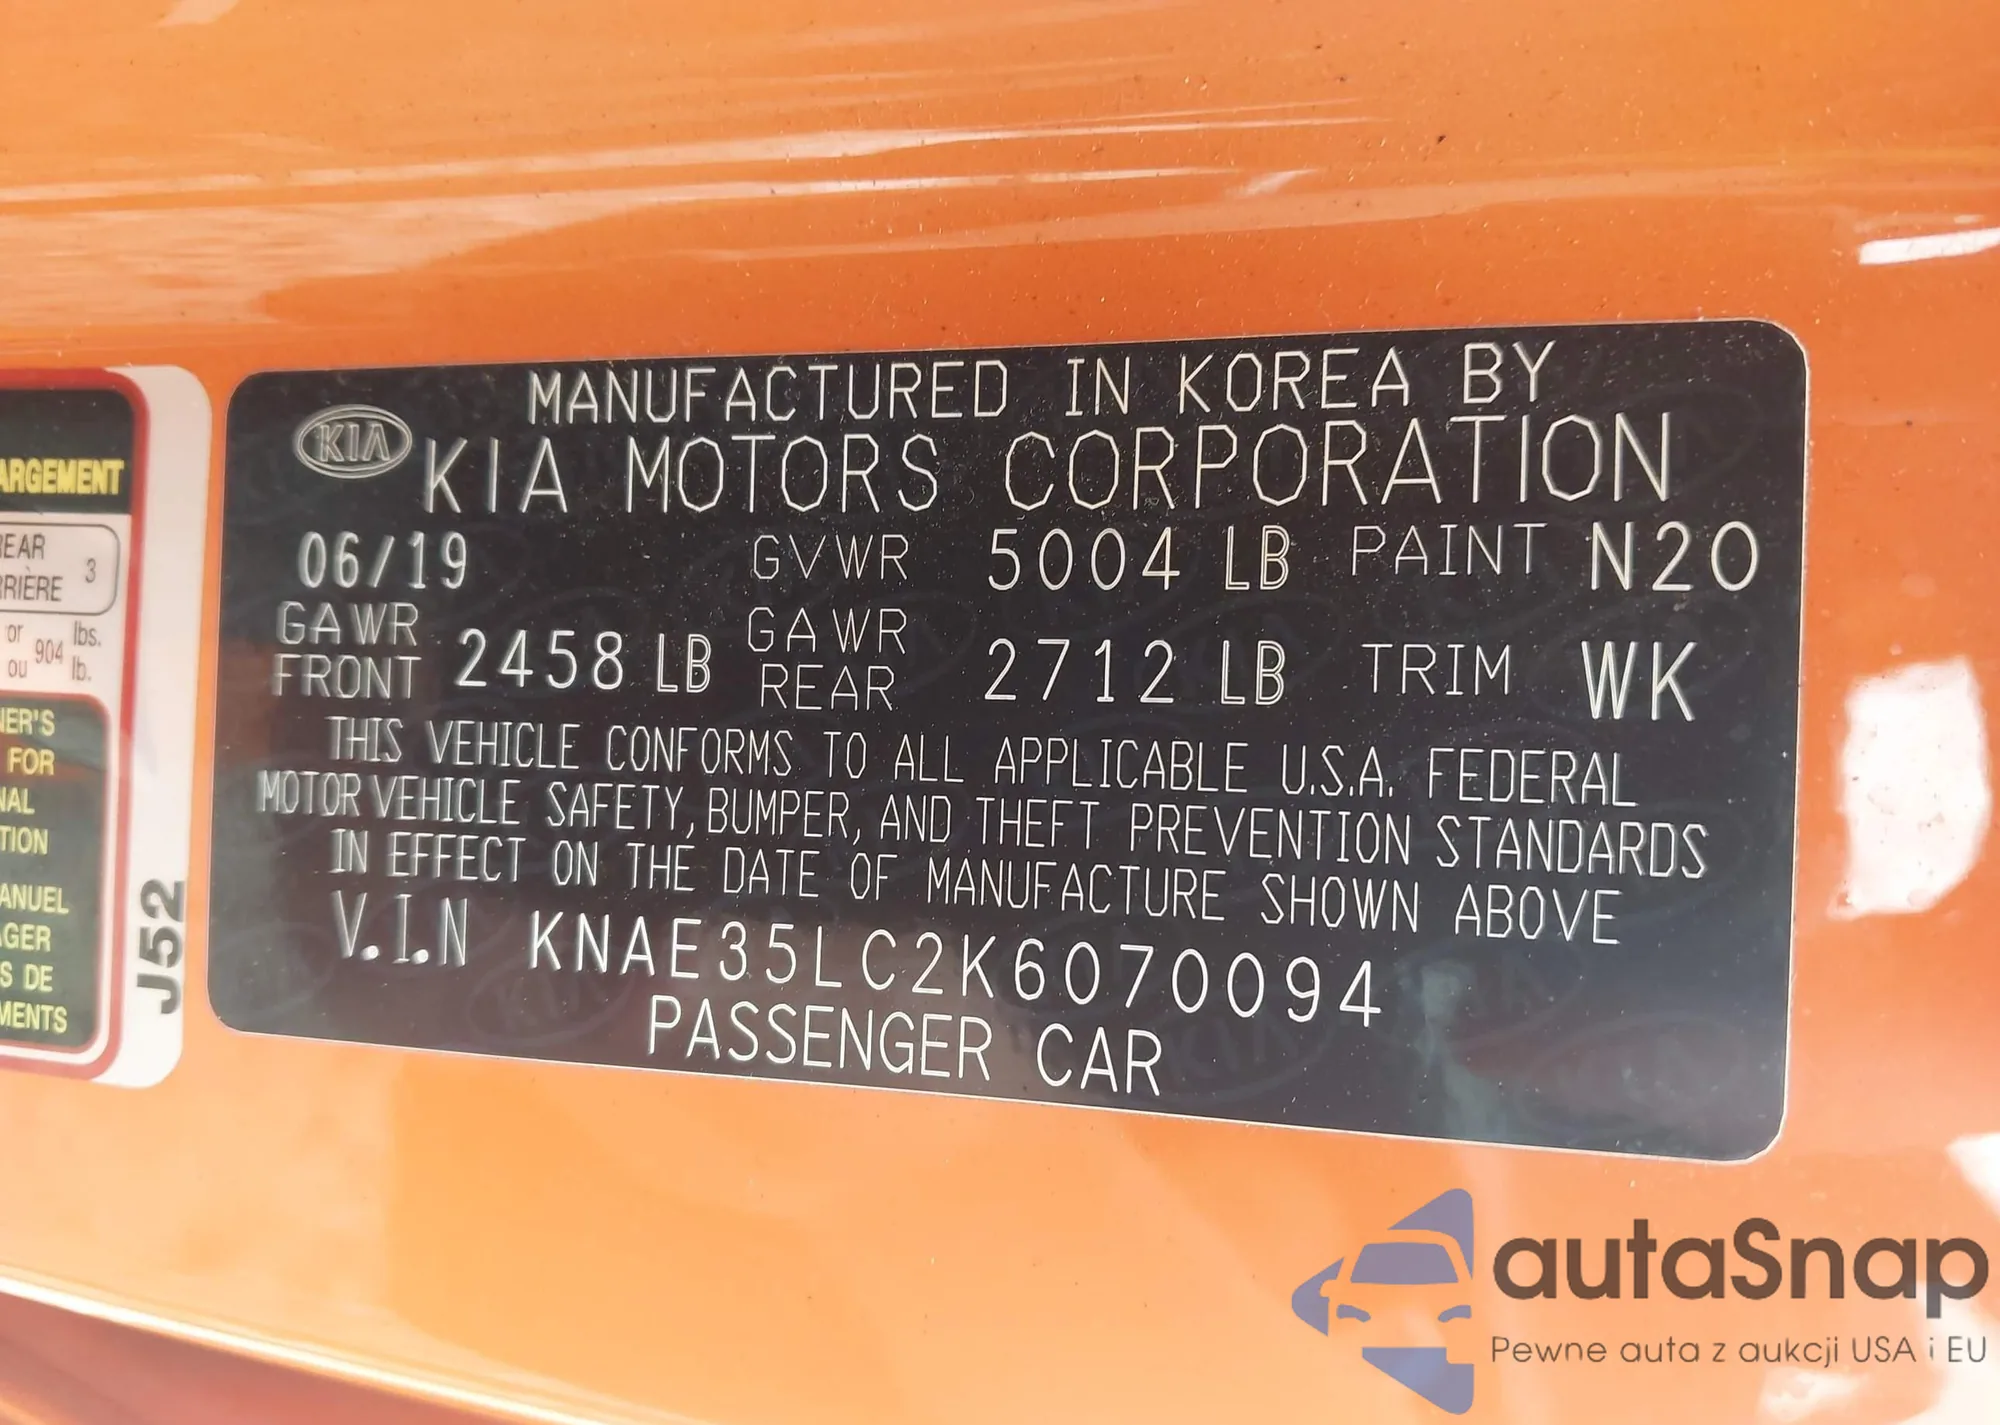 ARGEMENT
REAR
RRIÈRE 3
or 904 lbs.
ou lb.
NER'S
FOR
NAL
TION
ANUEL
AGER
S DE
MENTS
J52
MANUFACTURED IN KOREA BY
KIA KIA MOTORS CORPORATION
06/19 GVWR 5004 LB PAINT N20
GAWR FRONT 2458 LB GAWR REAR 2712 LB TRIM WK
THIS VEHICLE CONFORMS TO ALL APPLICABLE U.S.A. FEDERAL
MOTOR VEHICLE SAFETY, BUMPER, AND THEFT PREVENTION STANDARDS
IN EFFECT ON THE DATE OF MANUFACTURE SHOWN ABOVE
V.I.N KNAE35LC2K6070094
PASSENGER CAR
autaSnap
Pewne auta z aukcji USA i EU